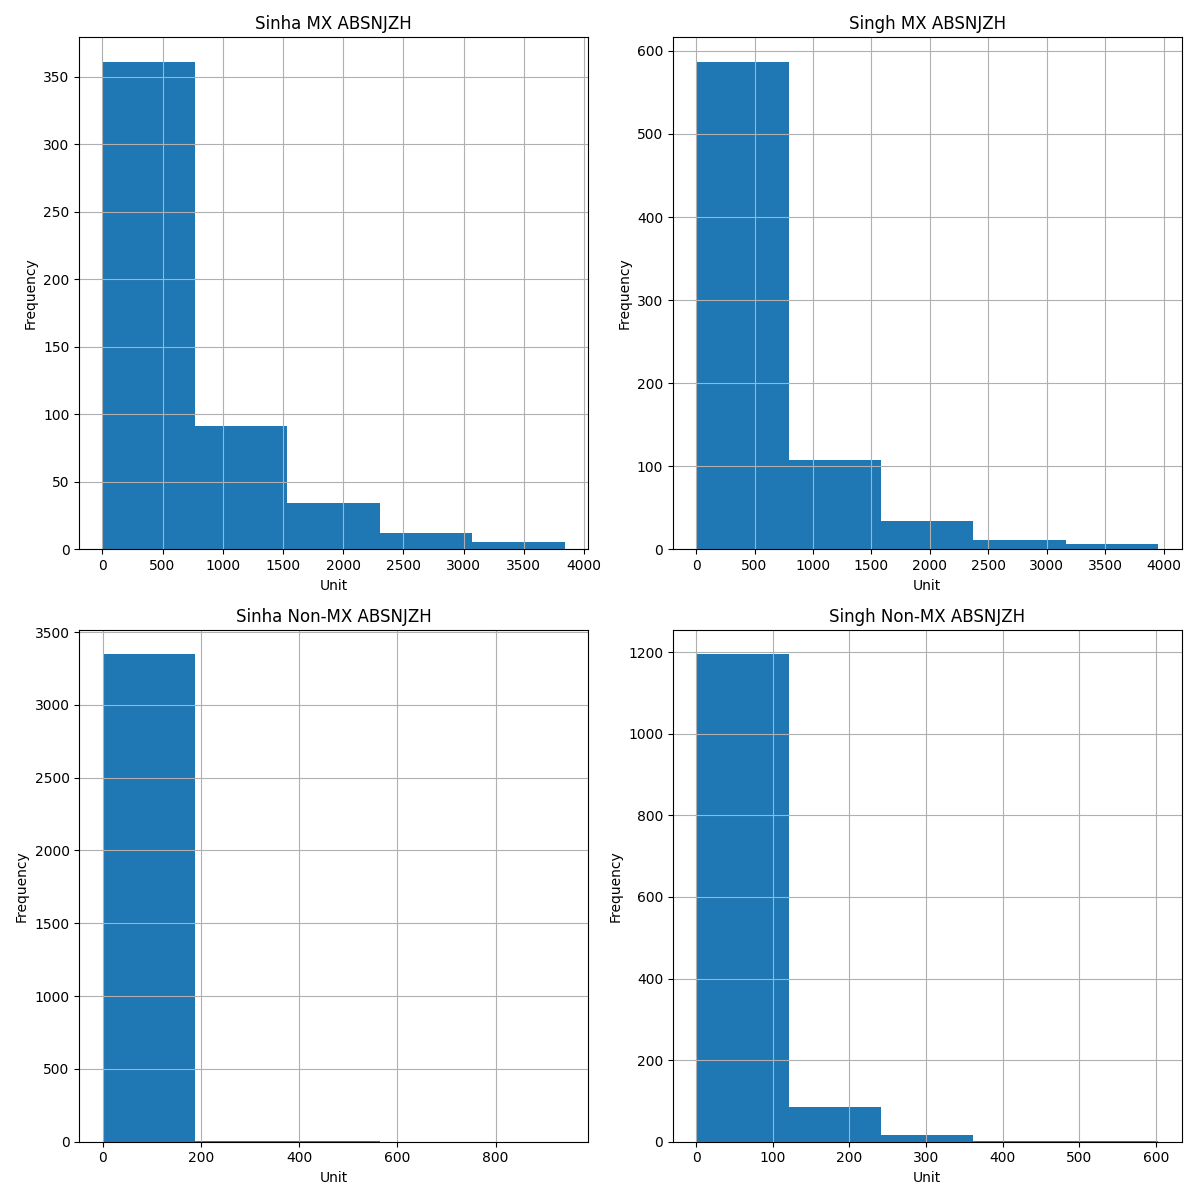 Sinha MX ABSNJZH
350
300
250
200
150
100
50
0
Frequency
0 500 1000 1500 2000 2500 3000 3500 4000
Unit
Singh MX ABSNJZH
600
500
400
300
200
100
0
Frequency
0 500 1000 1500 2000 2500 3000 3500 4000
Unit
Sinha Non-MX ABSNJZH
3500
3000
2500
2000
1500
1000
500
0
Frequency
0 200 400 600 800
Unit
Singh Non-MX ABSNJZH
1200
1000
800
600
400
200
0
Frequency
0 100 200 300 400 500 600
Unit